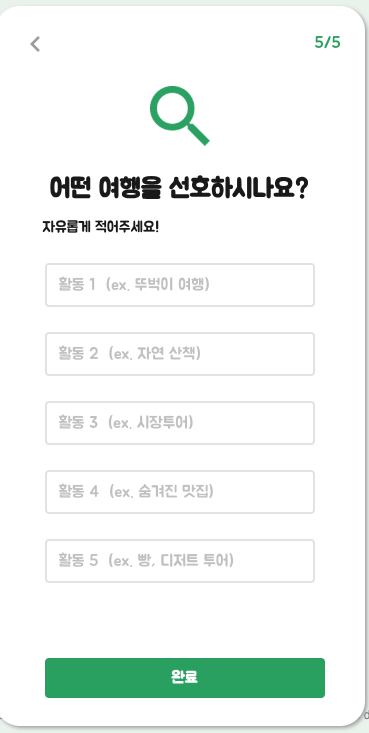 5/5
어떤 여행을 선호하시나요?
자유롭게 적어주세요!
활동 1 (ex. 뚜벅이 여행)
활동 2 (ex. 자연 산책)
활동 3 (ex. 시장투어)
활동 4 (ex. 숨겨진 맛집)
활동 5 (ex. 빵, 디저트 투어)
완료